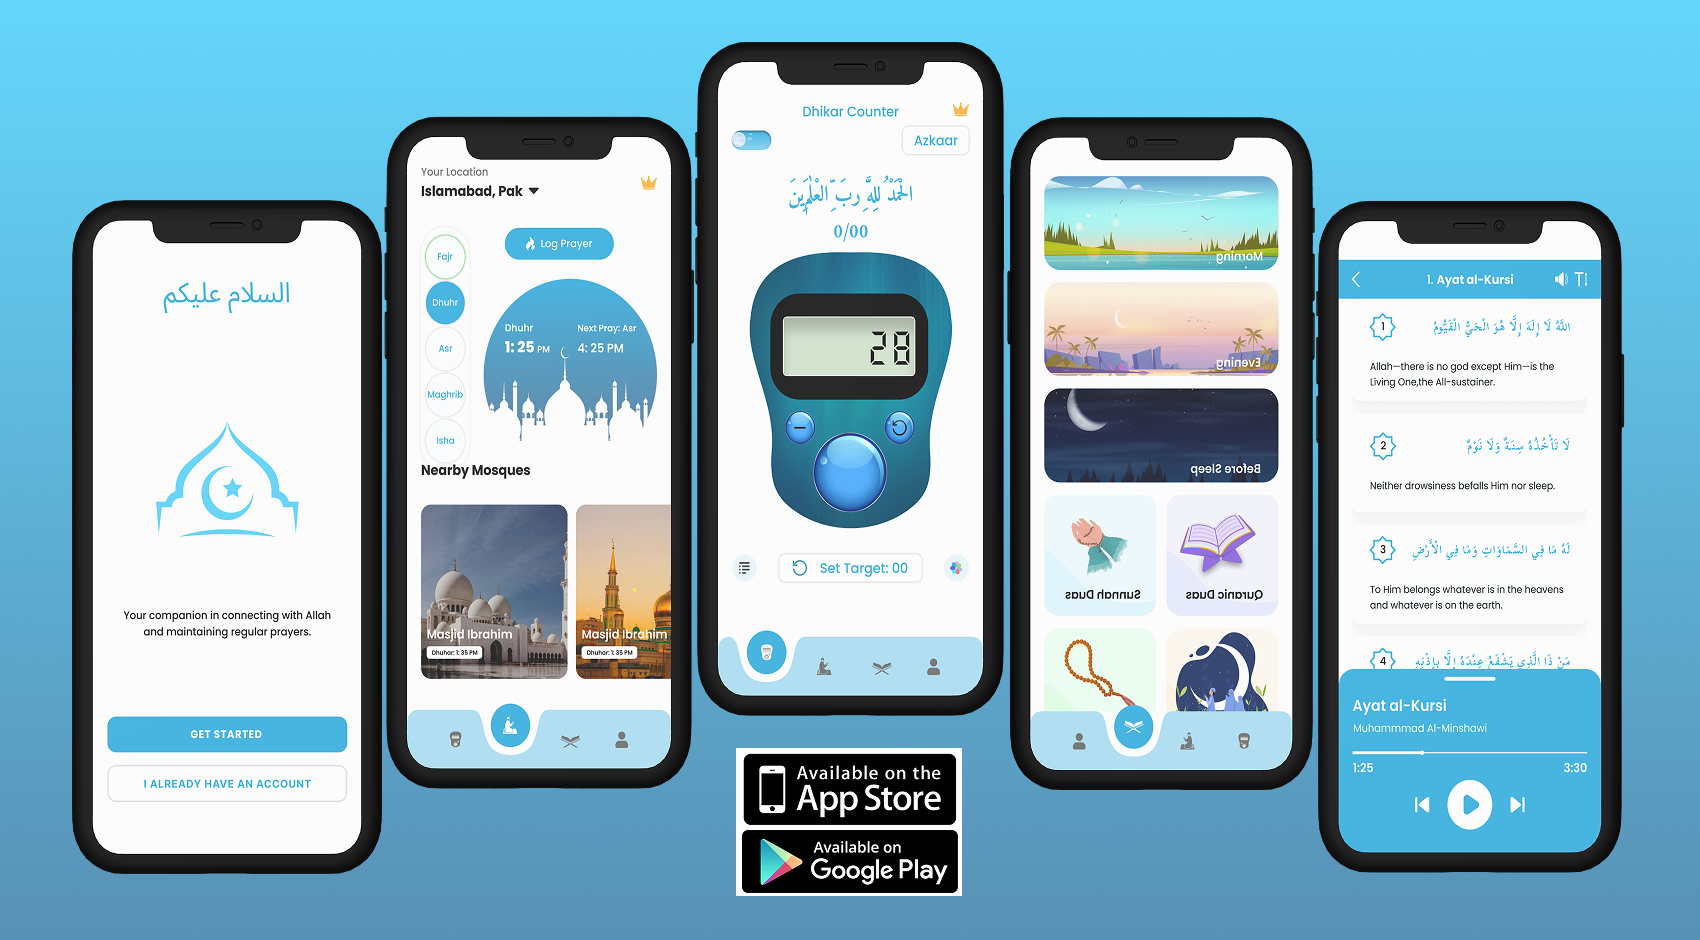 السلام عليكم
Your companion in connecting with Allah
and maintaining regular prayers.
GET STARTED
I ALREADY HAVE AN ACCOUNT
Your Location
Islamabad, Pak
Log Prayer
Fajr
Dhuhr
Asr
Maghrib
Isha
Dhuhr
1: 25 PM
Next Pray: Asr
4: 25 PM
Nearby Mosques
Masjid Ibrahim
Dhuhar: 1: 35 PM
Masjid Ibrahim
Dhuhar: 1: 35 PM
Dhikar Counter
Azkaar
الْحَمْدُ لِلَّهِ رَبِّ الْعٰلَمِينَ
0/00
28
Set Target: 00
Available on the
App Store
Available on
Google Play
Morning
Evening
Before Sleep
Sunnah Duas
Quranic Duas
1. Ayat al-Kursi
1
اللَّهُ لَا إِلَٰهَ إِلَّا هُوَ الْحَيُّ الْقَيُّومُ
Allah—there is no god except Him—is the
Living One,the All-sustainer.
2
لَا تَأْخُذُهُ سِنَةٌ وَلَا نَوْمٌ
Neither drowsiness befalls Him nor sleep.
3
لَهُ مَا فِي السَّمَاوَاتِ وَمَا فِي الْأَرْضِ
To Him belongs whatever is in the heavens
and whatever is on the earth.
4
مَنْ ذَا الَّذِي يَشْفَعُ عِنْدَهُ إِلَّا بِإِذْنِهِ
Ayat al-Kursi
Muhammmad Al-Minshawi
1:25
3:30